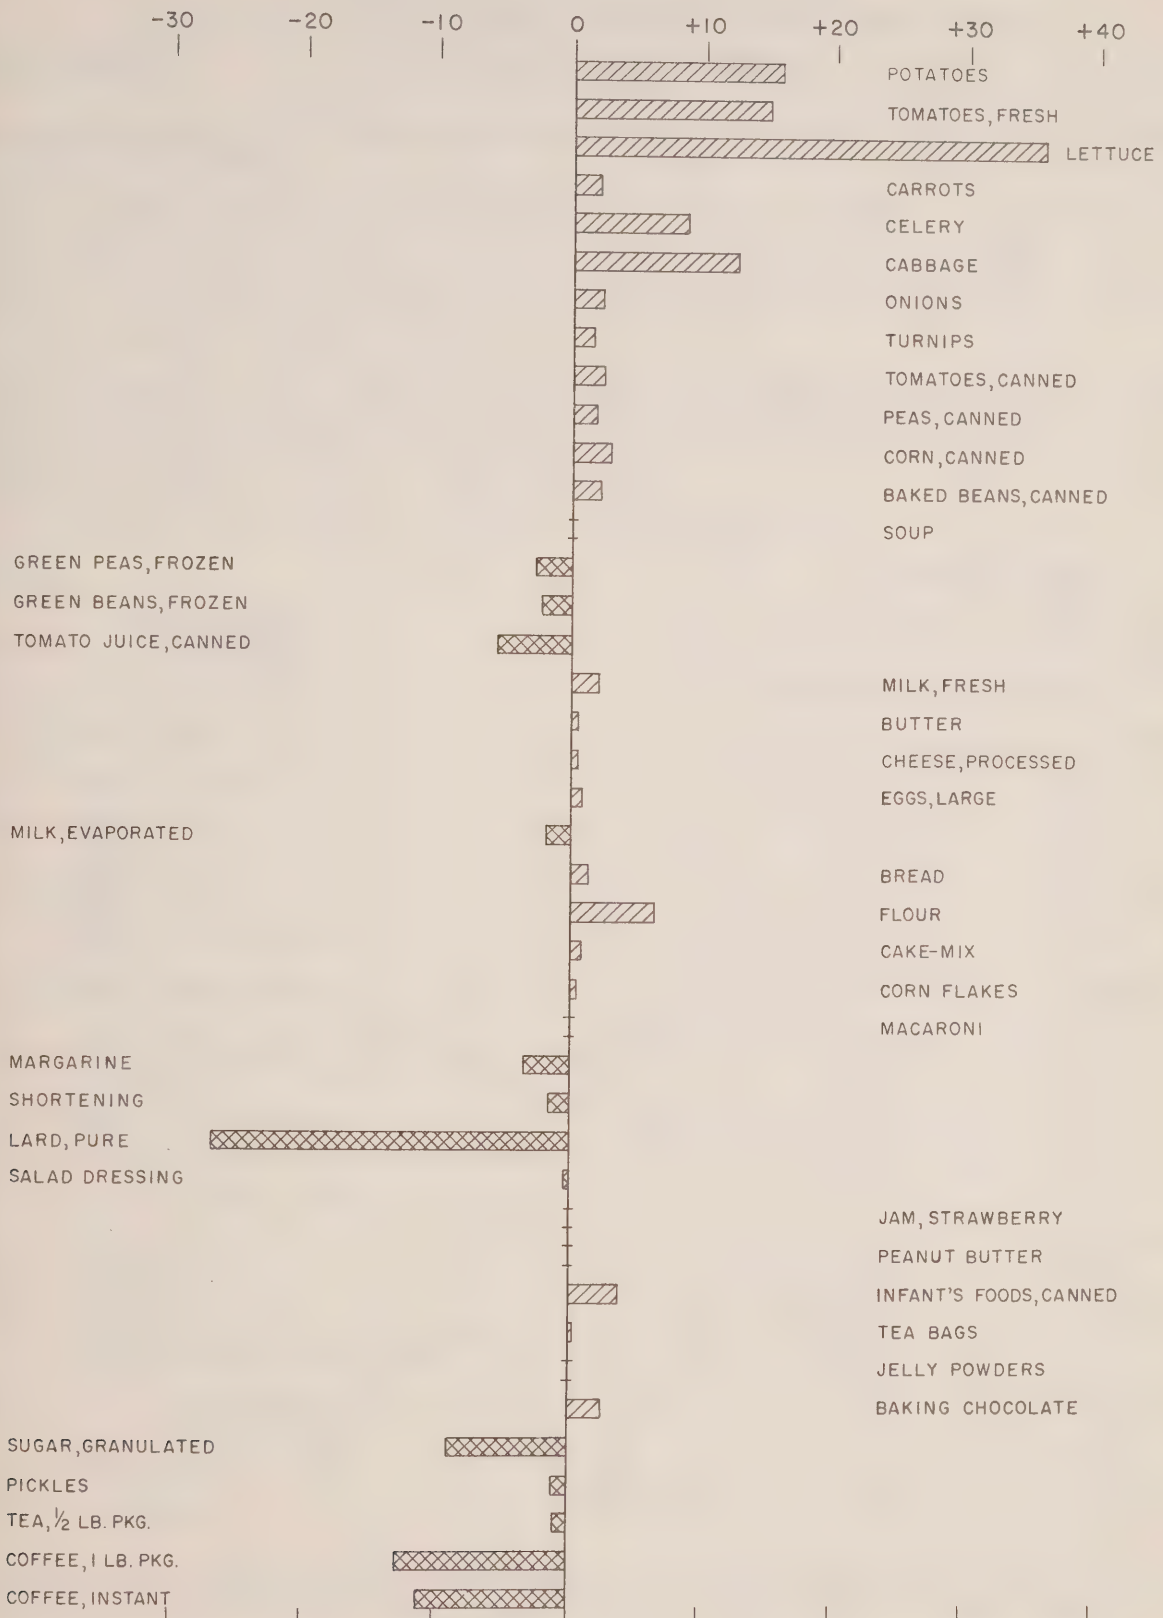 -30 -20 -10 0 +10 +20 +30 +40
POTATOES
TOMATOES, FRESH
LETTUCE
CARROTS
CELERY
CABBAGE
ONIONS
TURNIPS
TOMATOES, CANNED
PEAS, CANNED
CORN, CANNED
BAKED BEANS, CANNED
SOUP
GREEN PEAS, FROZEN
GREEN BEANS, FROZEN
TOMATO JUICE, CANNED
MILK, FRESH
BUTTER
CHEESE, PROCESSED
EGGS, LARGE
MILK, EVAPORATED
BREAD
FLOUR
CAKE-MIX
CORN FLAKES
MACARONI
MARGARINE
SHORTENING
LARD, PURE
SALAD DRESSING
JAM, STRAWBERRY
PEANUT BUTTER
INFANT'S FOODS, CANNED
TEA BAGS
JELLY POWDERS
BAKING CHOCOLATE
SUGAR, GRANULATED
PICKLES
TEA, ½ LB. PKG.
COFFEE, 1 LB. PKG.
COFFEE, INSTANT